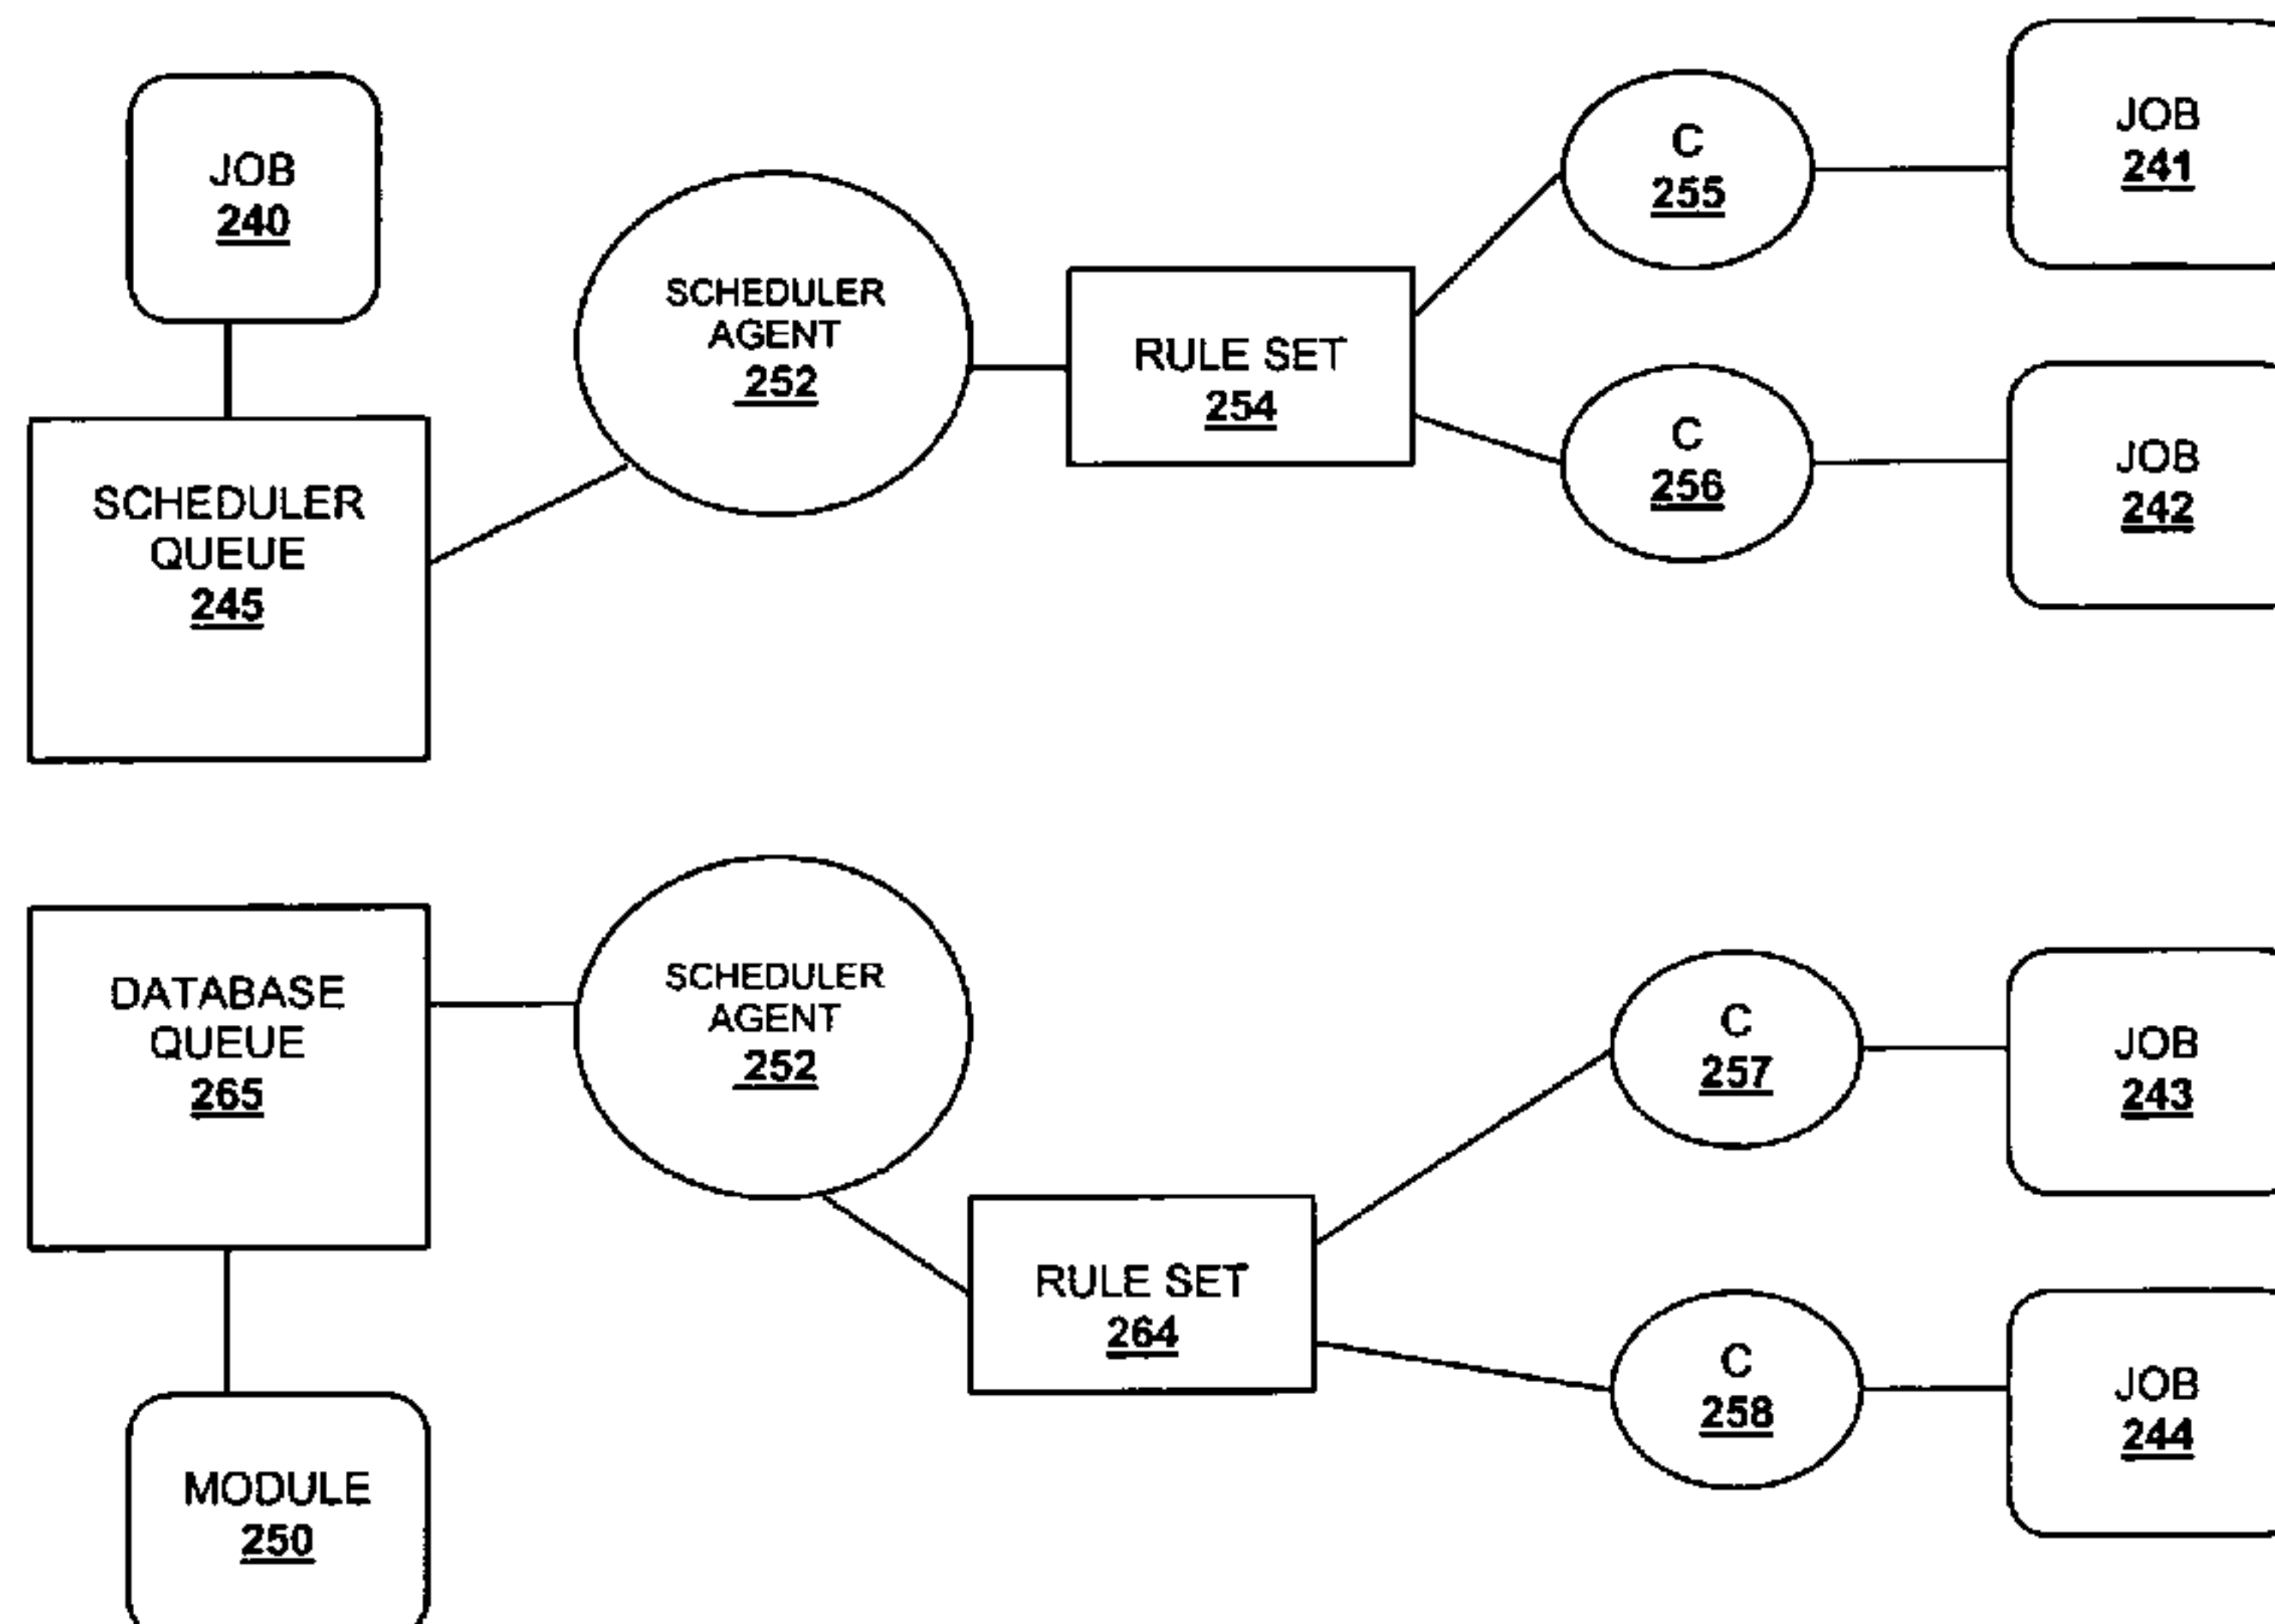 JOB
240
SCHEDULER
QUEUE
245
SCHEDULER
AGENT
252
RULE SET
254
C
255
C
256
JOB
241
JOB
242
DATABASE
QUEUE
265
MODULE
250
SCHEDULER
AGENT
252
RULE SET
264
C
257
C
258
JOB
243
JOB
244